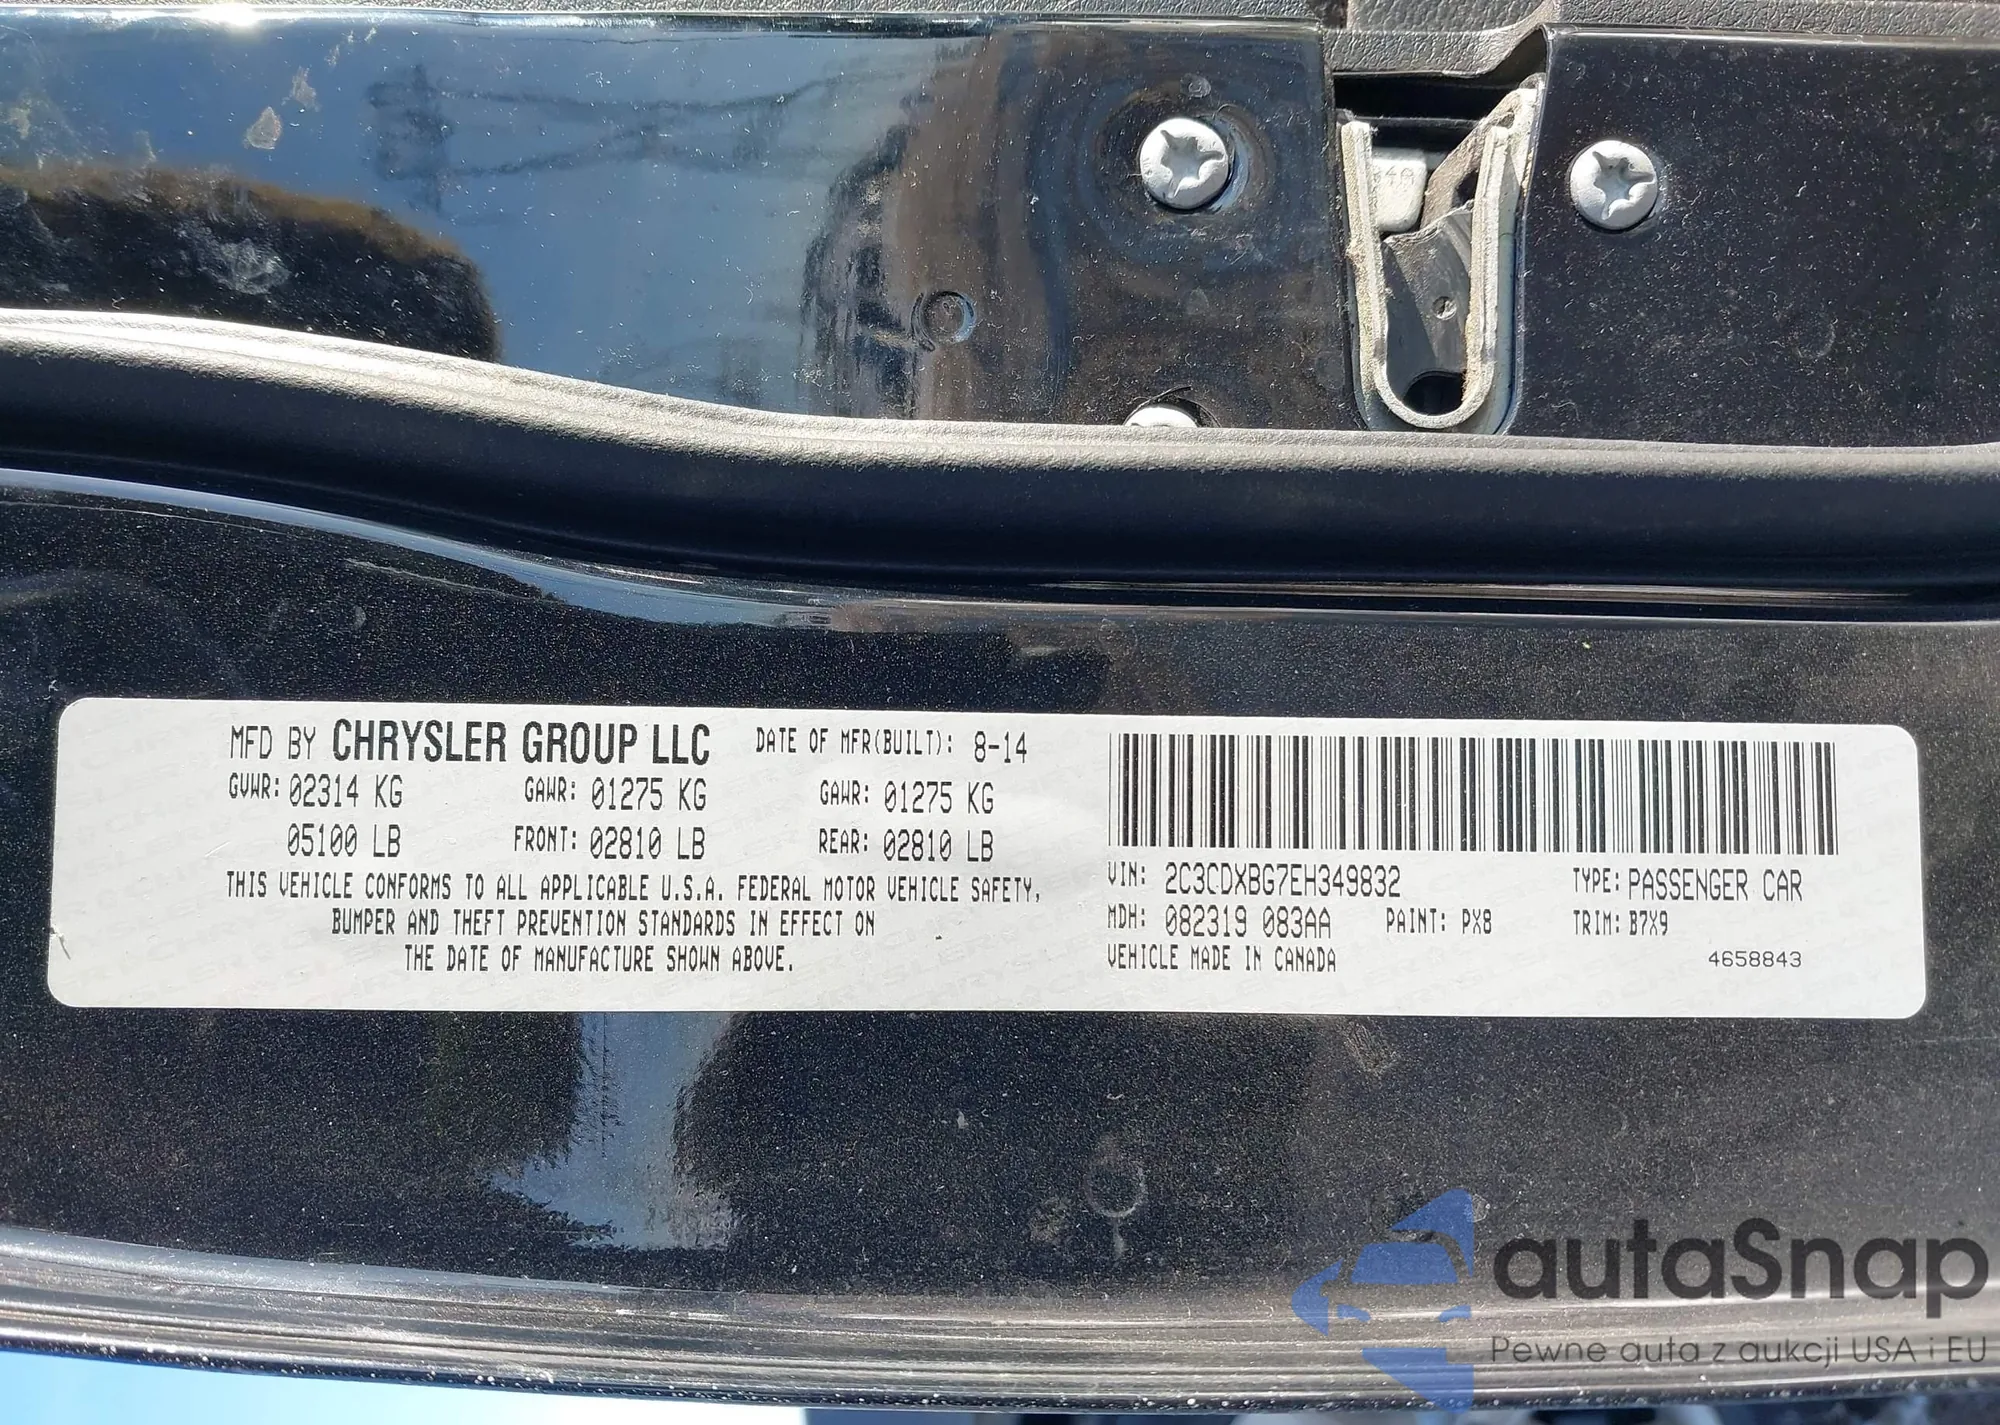 MFD BY CHRYSLER GROUP LLC DATE OF MFR(BUILT): 8-14
GVWR: 02314 KG GAWR: 01275 KG GAWR: 01275 KG
05100 LB FRONT: 02810 LB REAR: 02810 LB
THIS VEHICLE CONFORMS TO ALL APPLICABLE U.S.A. FEDERAL MOTOR VEHICLE SAFETY,
BUMPER AND THEFT PREVENTION STANDARDS IN EFFECT ON
THE DATE OF MANUFACTURE SHOWN ABOVE.
VIN: 2C3CDXBG7EH349832 TYPE: PASSENGER CAR
MDH: 082319 083AA PAINT: PX8 TRIM: B7X9
VEHICLE MADE IN CANADA 4658843
autaSnap
Pewne auta z aukcji USA i EU